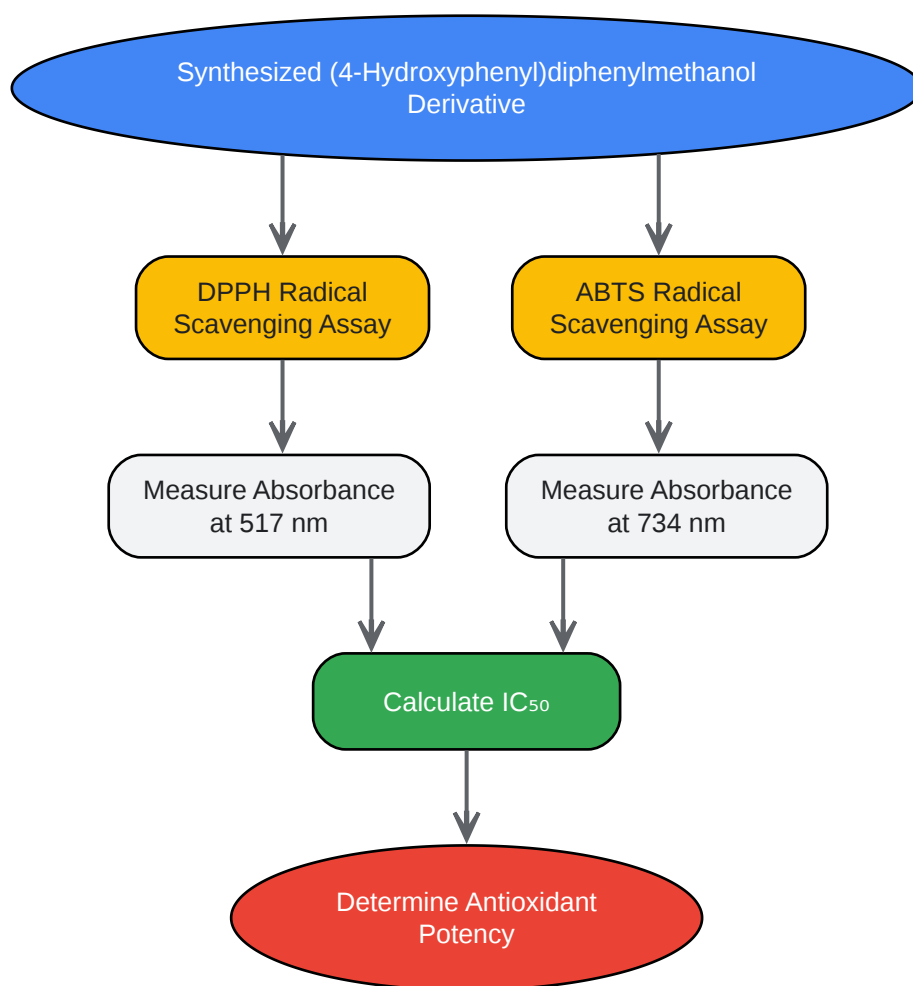 Synthesized (4-Hydroxyphenyl)diphenylmethanol
Derivative
DPPH Radical
Scavenging Assay
ABTS Radical
Scavenging Assay
Measure Absorbance
at 517 nm
Measure Absorbance
at 734 nm
Calculate IC₅₀
Determine Antioxidant
Potency